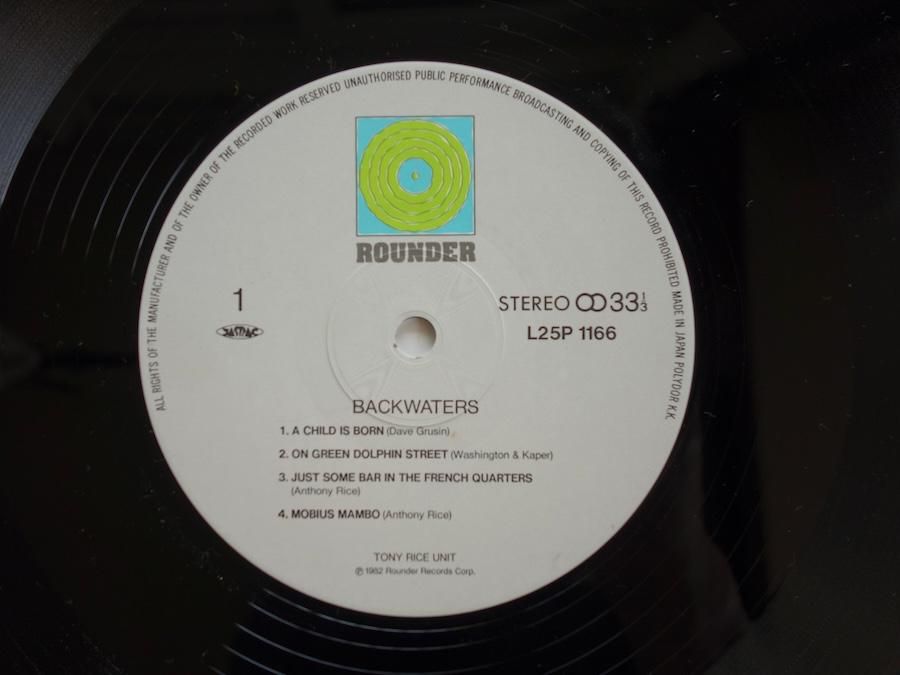 ALL RIGHTS OF THE MANUFACTURER AND OF THE OWNER OF THE RECORDED WORK RESERVED UNAUTHORISED PUBLIC PERFORMANCE BROADCASTING AND COPYING OF THIS RECORD PROHIBITED MADE IN JAPAN POLYDOR K.K.
ROUNDER
1
JASRAC
STEREO 33⅓
L25P 1166
BACKWATERS
1. A CHILD IS BORN (Dave Grusin)
2. ON GREEN DOLPHIN STREET (Washington & Kaper)
3. JUST SOME BAR IN THE FRENCH QUARTERS
(Anthony Rice)
4. MOBIUS MAMBO (Anthony Rice)
TONY RICE UNIT
℗ 1982 Rounder Records Corp.